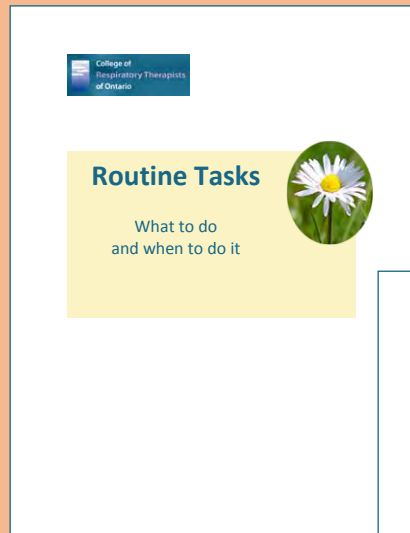 College of
Respiratory Therapists
of Ontario
Routine Tasks
What to do
and when to do it